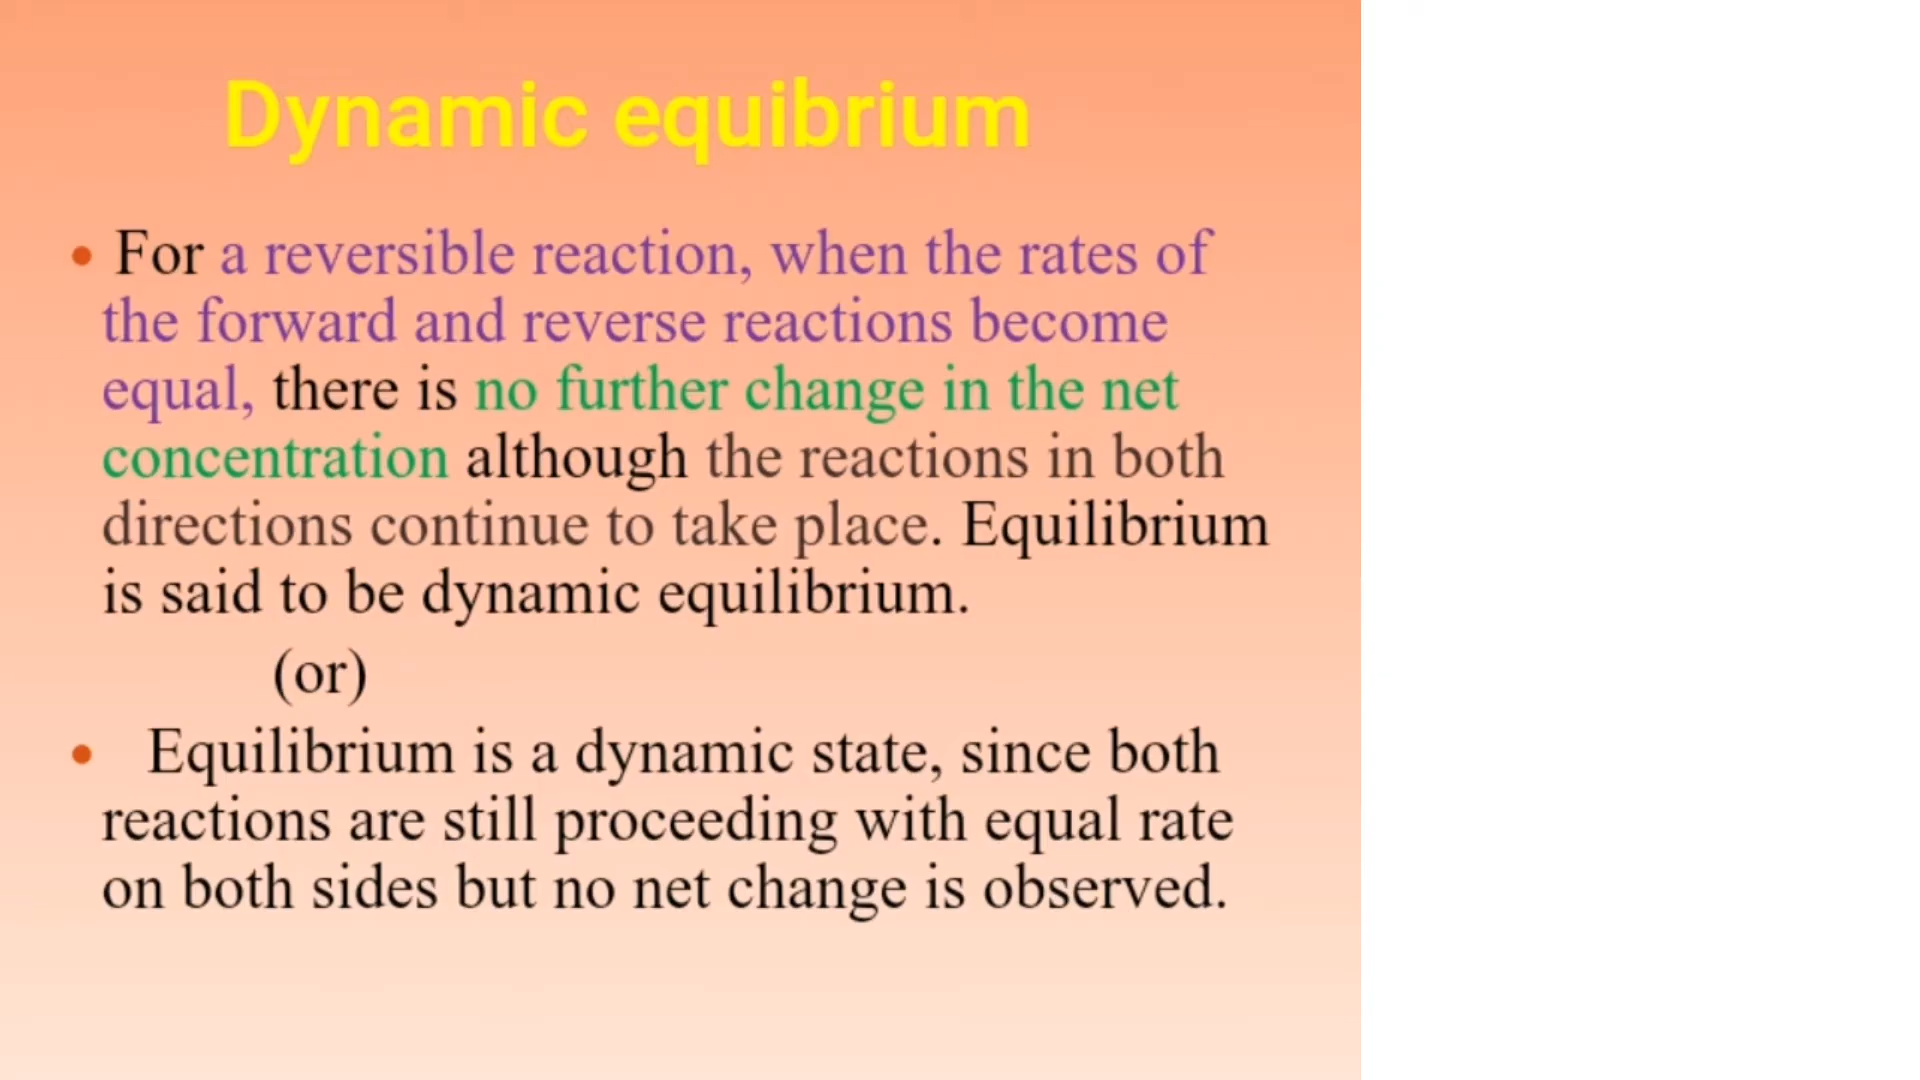 Dynamic equibrium
• For a reversible reaction, when the rates of
the forward and reverse reactions become
equal, there is no further change in the net
concentration although the reactions in both
directions continue to take place. Equilibrium
is said to be dynamic equilibrium.
(or)
• Equilibrium is a dynamic state, since both
reactions are still proceeding with equal rate
on both sides but no net change is observed.